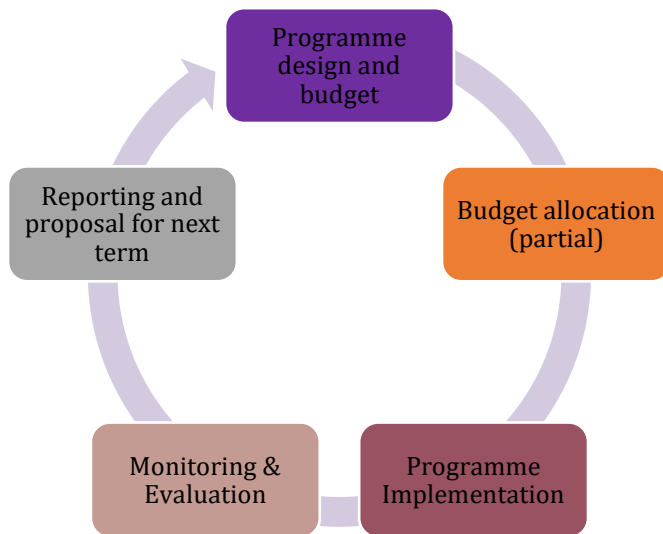 Programme
design and
budget
Budget allocation
(partial)
Programme
Implementation
Monitoring &
Evaluation
Reporting and
proposal for next
term